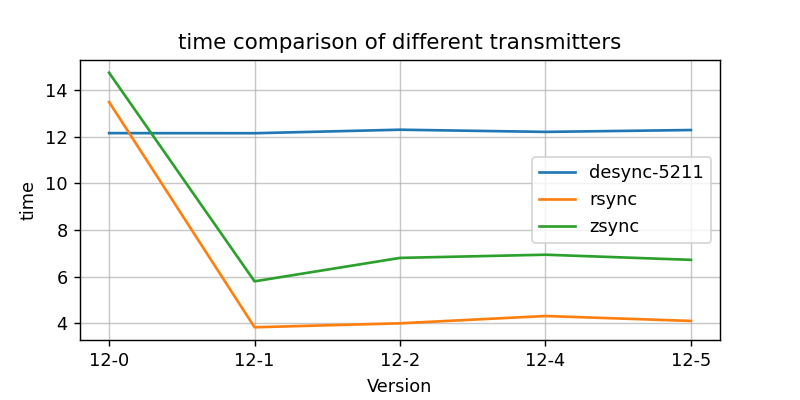 time comparison of different transmitters
time
14
12
10
8
6
4
desync-5211
rsync
zsync
12-0 12-1 12-2 12-4 12-5
Version